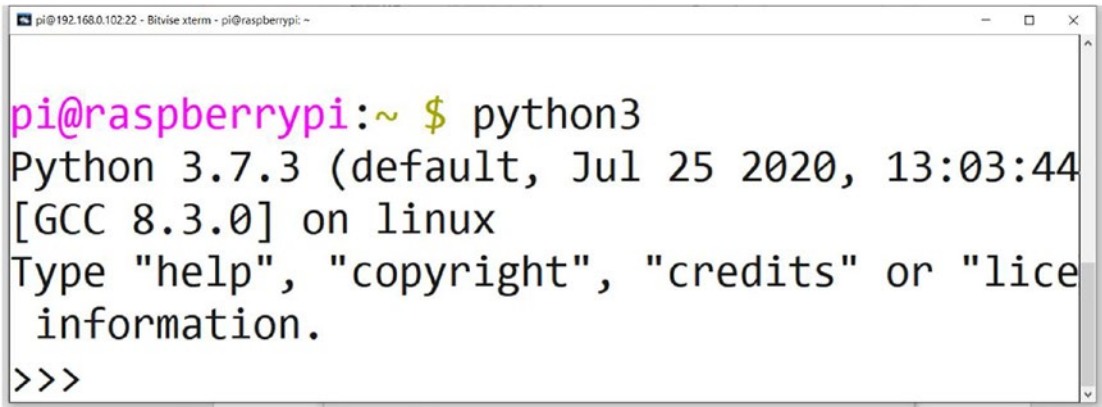 pi@192.168.0.102:22 - Bitvise xterm - pi@raspberrypi: ~
pi@raspberrypi:~ $ python3
Python 3.7.3 (default, Jul 25 2020, 13:03:44
[GCC 8.3.0] on linux
Type "help", "copyright", "credits" or "lice
information.
>>>